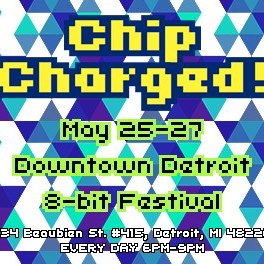 Chip
Charged!
May 25-27
Downtown Detroit
8-bit Festival
34 Beaubien St. #415, Detroit, MI 4822
EVERY DAY 6PM-9PM